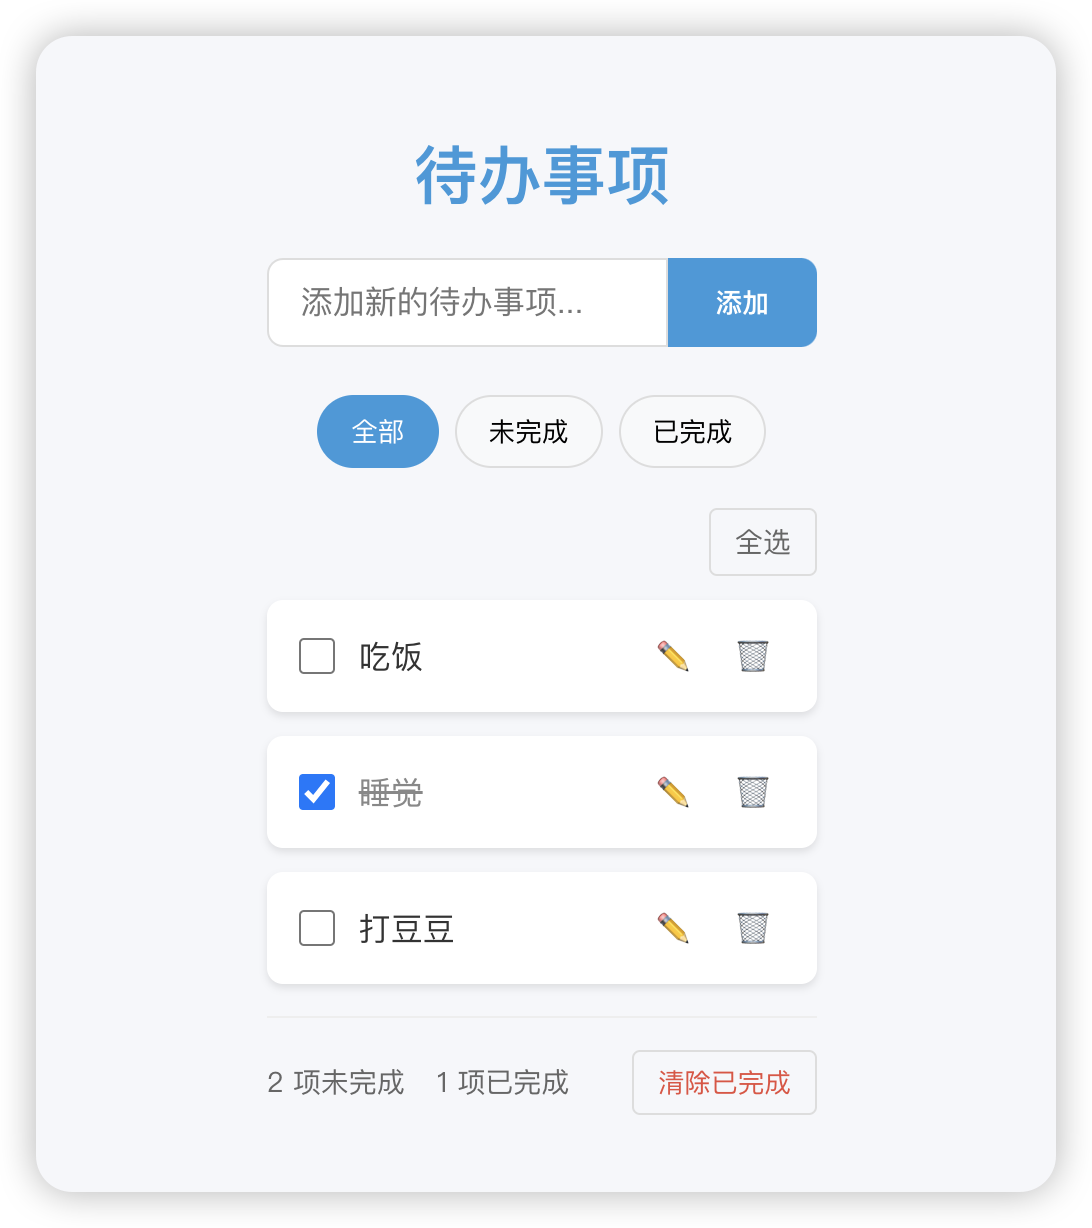 待办事项
添加新的待办事项... 添加
全部 未完成 已完成
全选
吃饭
睡觉
打豆豆
2 项未完成 1 项已完成 清除已完成